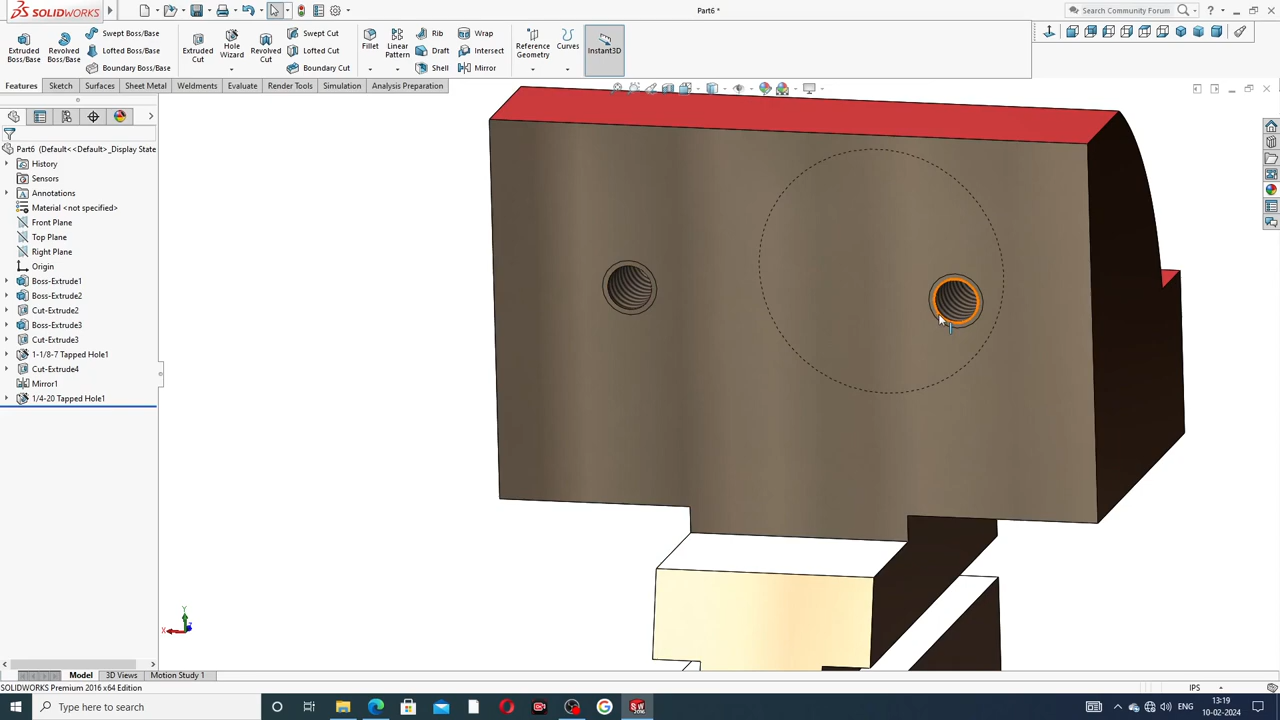 SOLIDWORKS
Part6 *
Search Community Forum
Extruded Boss/Base
Revolved Boss/Base
Swept Boss/Base
Lofted Boss/Base
Boundary Boss/Base
Extruded Cut
Hole Wizard
Revolved Cut
Swept Cut
Lofted Cut
Boundary Cut
Fillet
Linear Pattern
Rib
Draft
Shell
Wrap
Intersect
Mirror
Reference Geometry
Curves
Instant3D
Features
Sketch
Surfaces
Sheet Metal
Weldments
Evaluate
Render Tools
Simulation
Analysis Preparation
Part6 (Default<<Default>_Display State
History
Sensors
Annotations
Material <not specified>
Front Plane
Top Plane
Right Plane
Origin
Boss-Extrude1
Boss-Extrude2
Cut-Extrude2
Boss-Extrude3
Cut-Extrude3
1-1/8-7 Tapped Hole1
Cut-Extrude4
Mirror1
1/4-20 Tapped Hole1
Y
X
Z
Model
3D Views
Motion Study 1
SOLIDWORKS Premium 2016 x64 Edition
IPS
Type here to search
ENG
13:19
10-02-2024